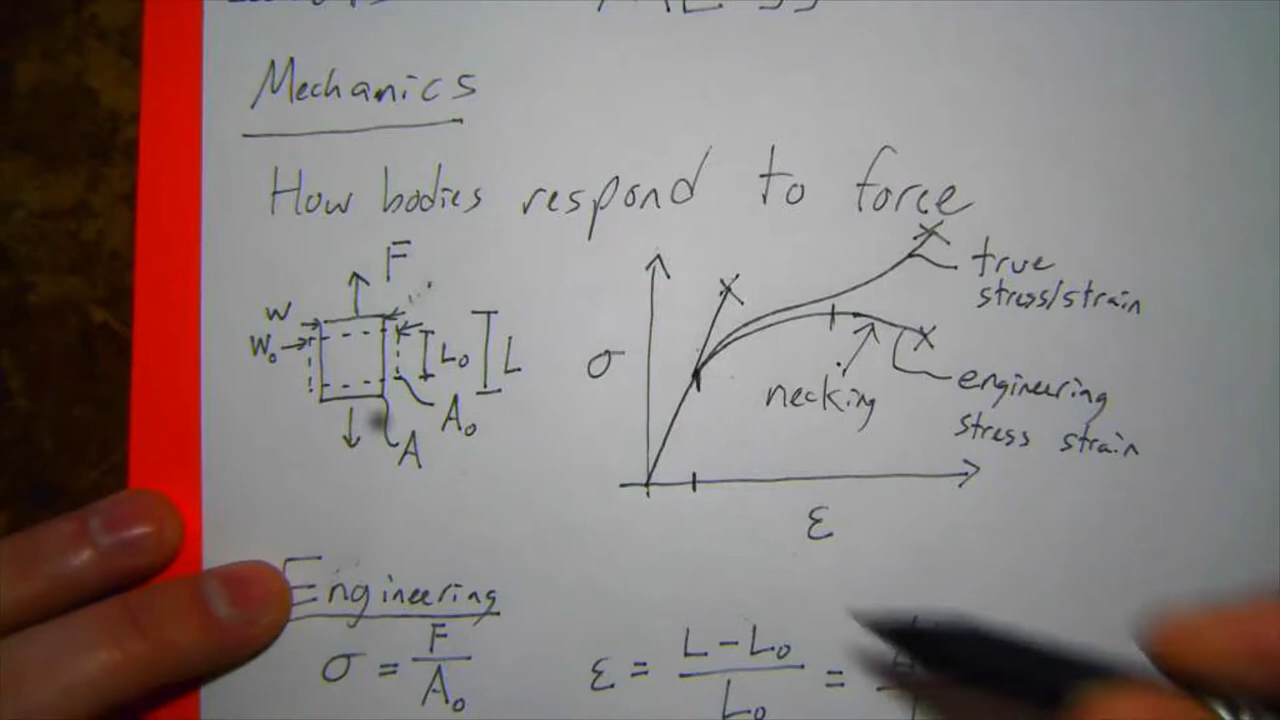 Mechanics
How bodies respond to force
F
w
W₀
L₀
L
A₀
A
σ
ε
true
stress/strain
necking
engineering
stress strain
Engineering
σ = F/A₀
ε = L-L₀/L₀ =